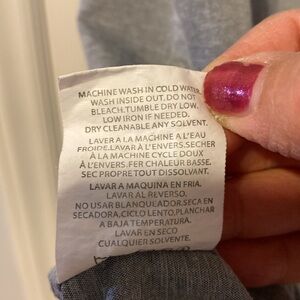 MACHINE WASH IN COLD WATER.
WASH INSIDE OUT. DO NOT
BLEACH.TUMBLE DRY LOW.
LOW IRON IF NEEDED.
DRY CLEANABLE ANY SOLVENT.
LAVER A LA MACHINE A L'EAU
FROIDE.LAVER A L'ENVERS.SECHER
À LA MACHINE CYCLE DOUX
À L'ENVERS. FER CHALEUR BASSE.
SEC PROPRE TOUT DISSOLVANT.
LAVAR A MAQUINA EN FRIA.
LAVAR AL REVERSO.
NO USAR BLANQUEADOR.SECA EN
SECADORA,CICLO LENTO,PLANCHAR
A BAJA TEMPERATURA.
LAVAR EN SECO
CUALQUIER SOLVENTE.